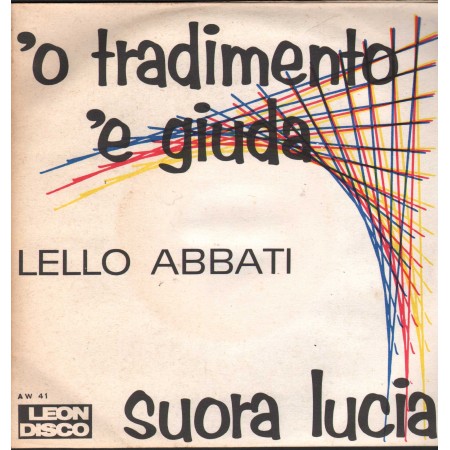 'o tradimento
'e giuda
LELLO ABBATI
AW 41
LEON
DISCO
suora lucia